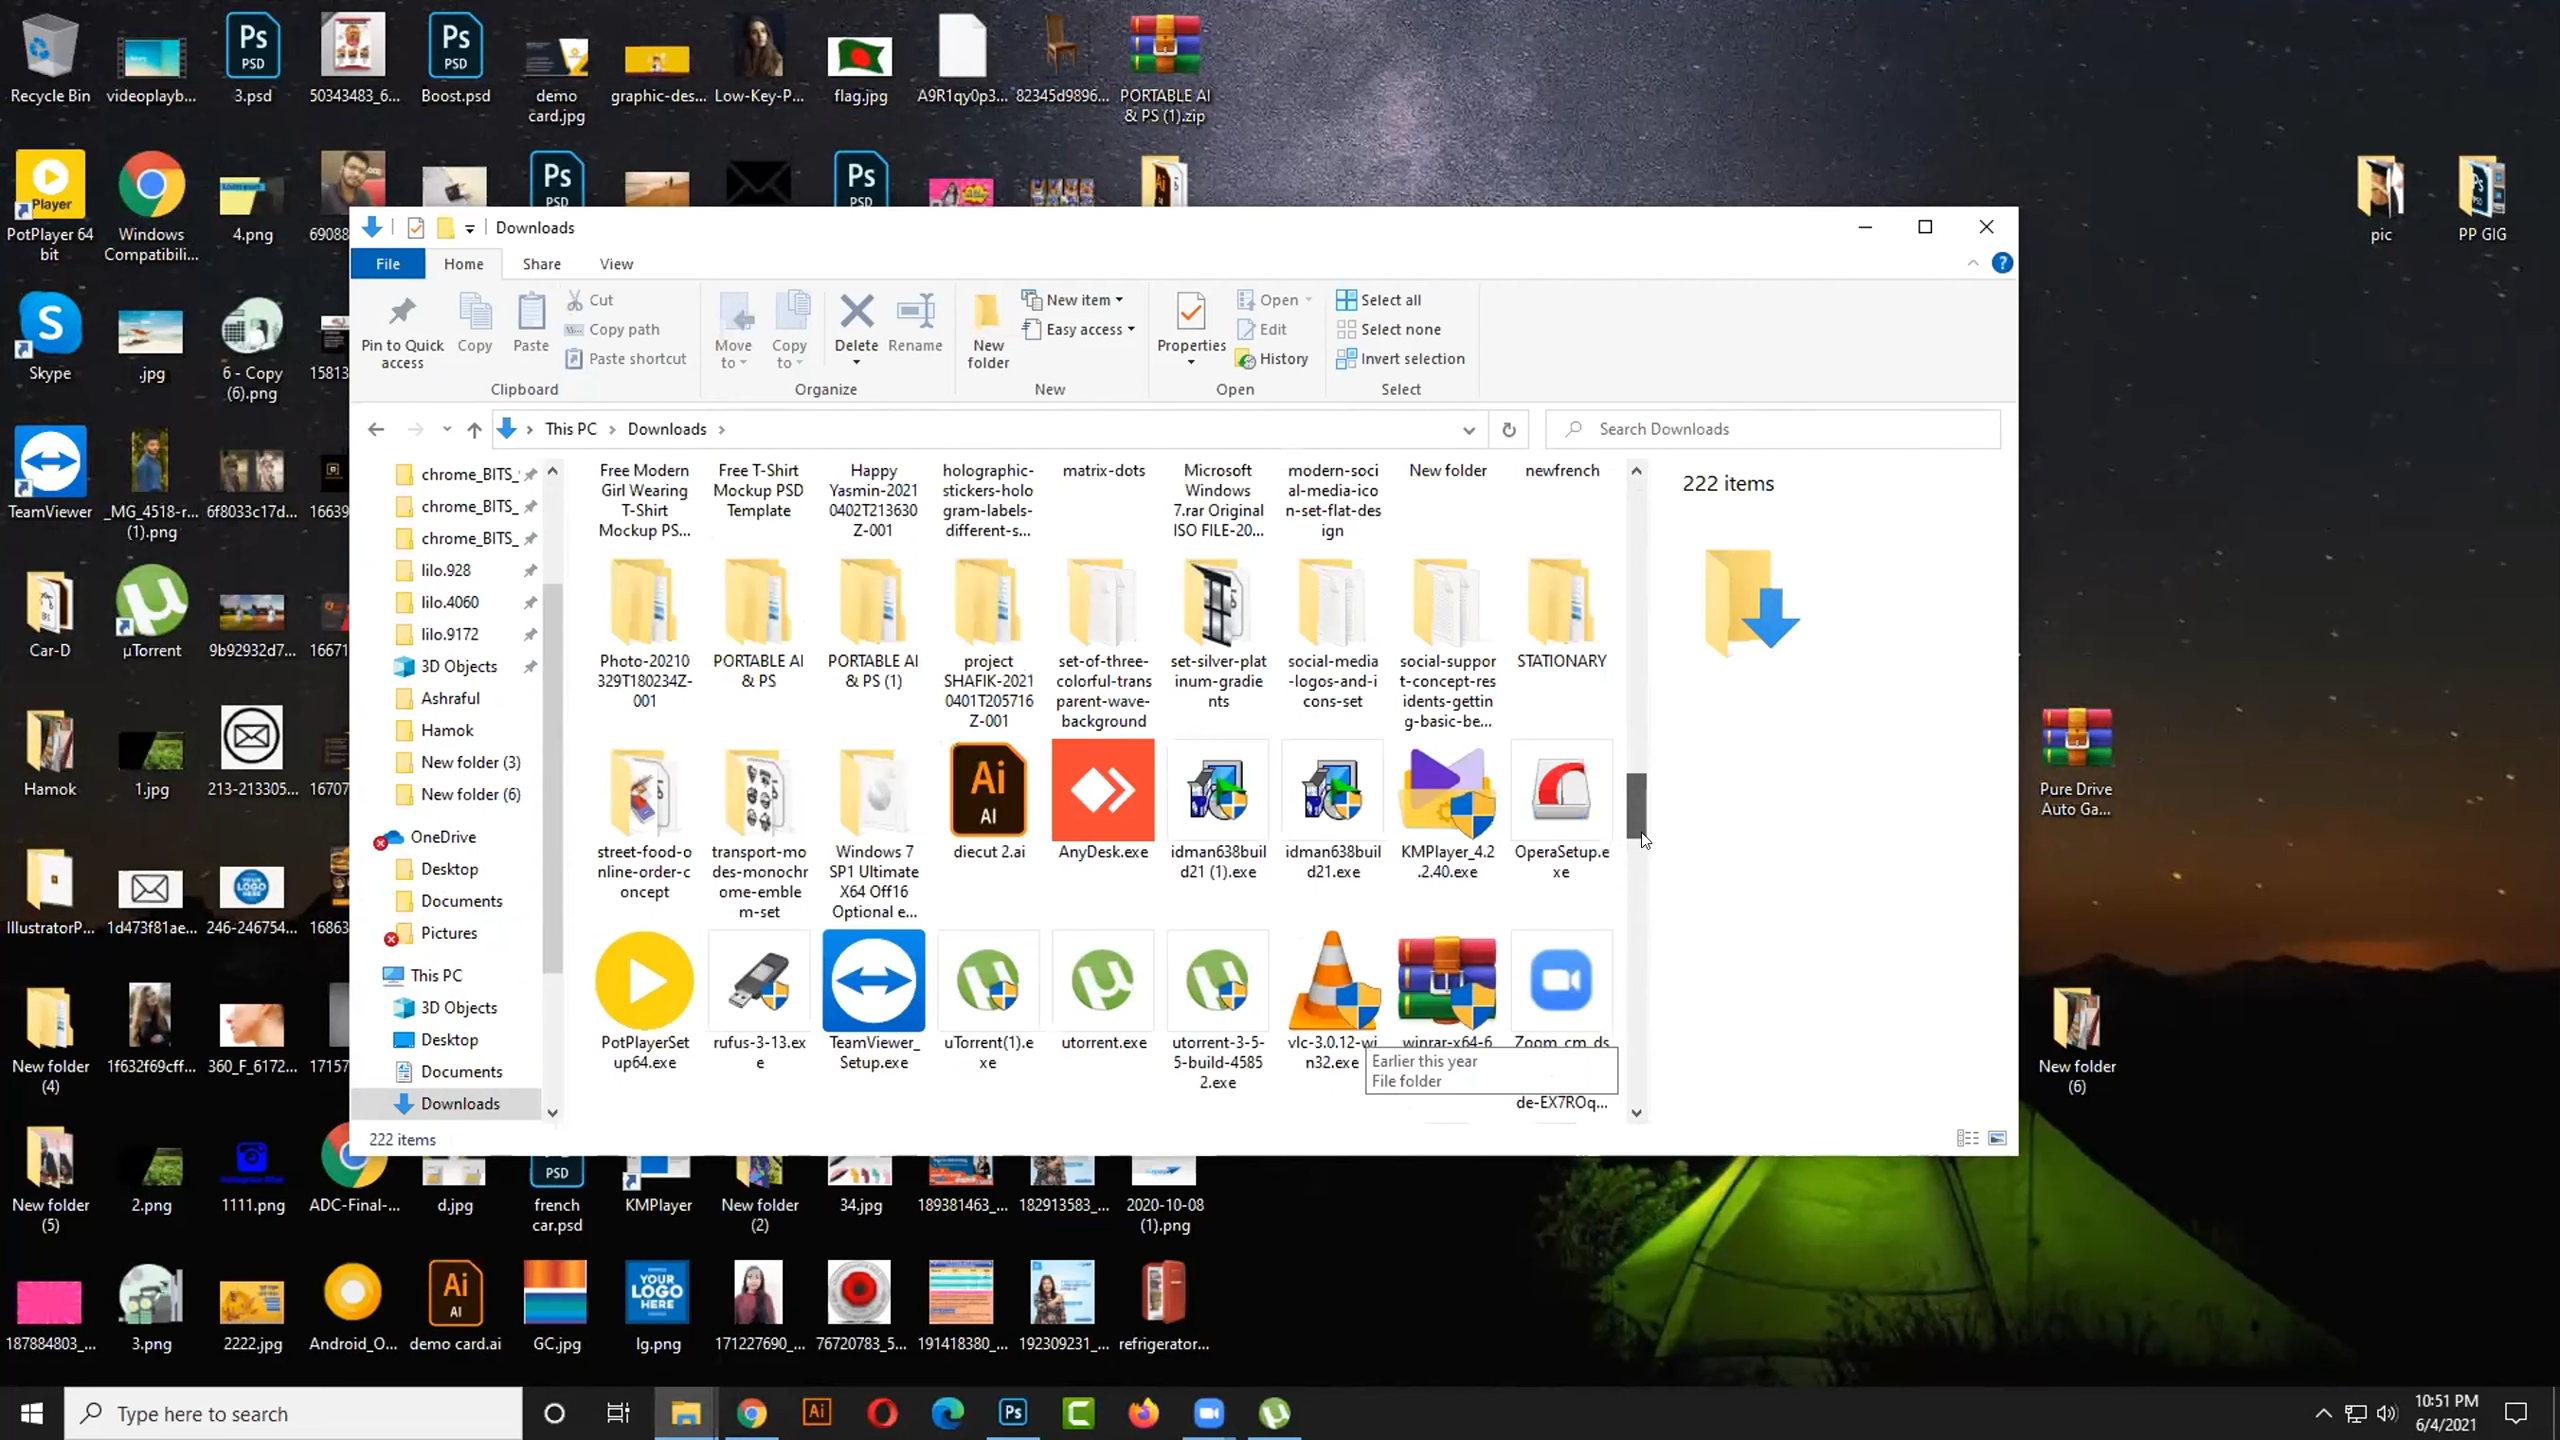 Recycle Bin
videoplayb...
3.psd
50343483_6...
Boost.psd
demo
card.jpg
graphic-des...
Low-Key-P...
flag.jpg
A9R1qy0p3...
82345d9896...
PORTABLE AI
& PS (1).zip
PotPlayer 64
bit
Windows
Compatibili...
4.png
69088
pic
PP GIG
Skype
.jpg
6 - Copy
(6).png
15813
TeamViewer
_MG_4518-r...
(1).png
6f8033c17d...
16639
Car-D
µTorrent
9b92932d7...
16671
Hamok
1.jpg
213-213305...
16707
IllustratorP...
1d473f81ae...
246-246754...
16863
New folder
(4)
1f632f69cff...
360_F_6172...
17157
New folder
(5)
2.png
1111.png
ADC-Final-...
d.jpg
french
car.psd
KMPlayer
New folder
(2)
34.jpg
189381463_...
182913583_...
2020-10-08
(1).png
187884803_...
3.png
2222.jpg
Android_O...
demo card.ai
GC.jpg
lg.png
171227690_...
76720783_5...
191418380_...
192309231_...
refrigerator...
Pure Drive
Auto Ga...
New folder
(6)
Downloads
File
Home
Share
View
Pin to Quick
access
Copy
Paste
Cut
Copy path
Paste shortcut
Clipboard
Move
to
Copy
to
Delete
Rename
Organize
New
folder
New item
Easy access
New
Properties
Open
Edit
History
Open
Select all
Select none
Invert selection
Select
This PC
Downloads
Search Downloads
chrome_BITS_
chrome_BITS_
chrome_BITS_
lilo.928
lilo.4060
lilo.9172
3D Objects
Ashraful
Hamok
New folder (3)
New folder (6)
OneDrive
Desktop
Documents
Pictures
This PC
3D Objects
Desktop
Documents
Downloads
Free Modern
Girl Wearing
T-Shirt
Mockup PS...
Free T-Shirt
Mockup PSD
Template
Happy
Yasmin-2021
0402T213630
Z-001
holographic-
stickers-holo
gram-labels-
different-s...
matrix-dots
Microsoft
Windows
7.rar Original
ISO FILE-20...
modern-soci
al-media-ico
n-set-flat-des
ign
New folder
newfrench
Photo-20210
329T180234Z-
001
PORTABLE AI
& PS
PORTABLE AI
& PS (1)
project
SHAFIK-2021
0401T205716
Z-001
set-of-three-
colorful-trans
parent-wave-
background
set-silver-plat
inum-gradie
nts
social-media
-logos-and-i
cons-set
social-suppor
t-concept-res
idents-gettin
g-basic-be...
STATIONARY
street-food-o
nline-order-c
oncept
transport-mo
des-monochr
ome-emble
m-set
Windows 7
SP1 Ultimate
X64 Off16
Optional e...
diecut 2.ai
AnyDesk.exe
idman638buil
d21 (1).exe
idman638buil
d21.exe
KMPlayer_4.2
.2.40.exe
OperaSetup.e
xe
PotPlayerSet
up64.exe
rufus-3-13.ex
e
TeamViewer_
Setup.exe
uTorrent(1).e
xe
utorrent.exe
utorrent-3-5-
5-build-4585
2.exe
vlc-3.0.12-wi
n32.exe
winrar-x64-6
Zoom_cm_ds
de-EX7ROq...
Earlier this year
File folder
222 items
222 items
Type here to search
10:51 PM
6/4/2021